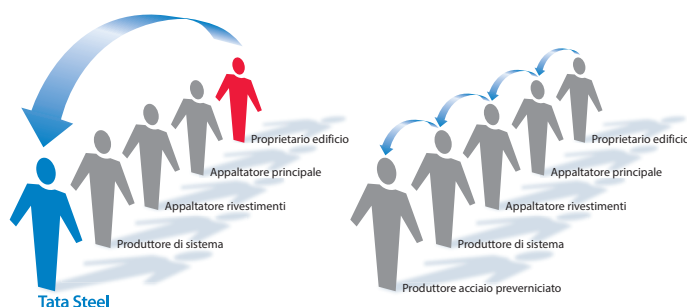 Proprietario edificio
Appaltatore principale
Appaltatore rivestimenti
Produttore di sistema
Tata Steel
Proprietario edificio
Appaltatore principale
Appaltatore rivestimenti
Produttore di sistema
Produttore acciaio preverniciato